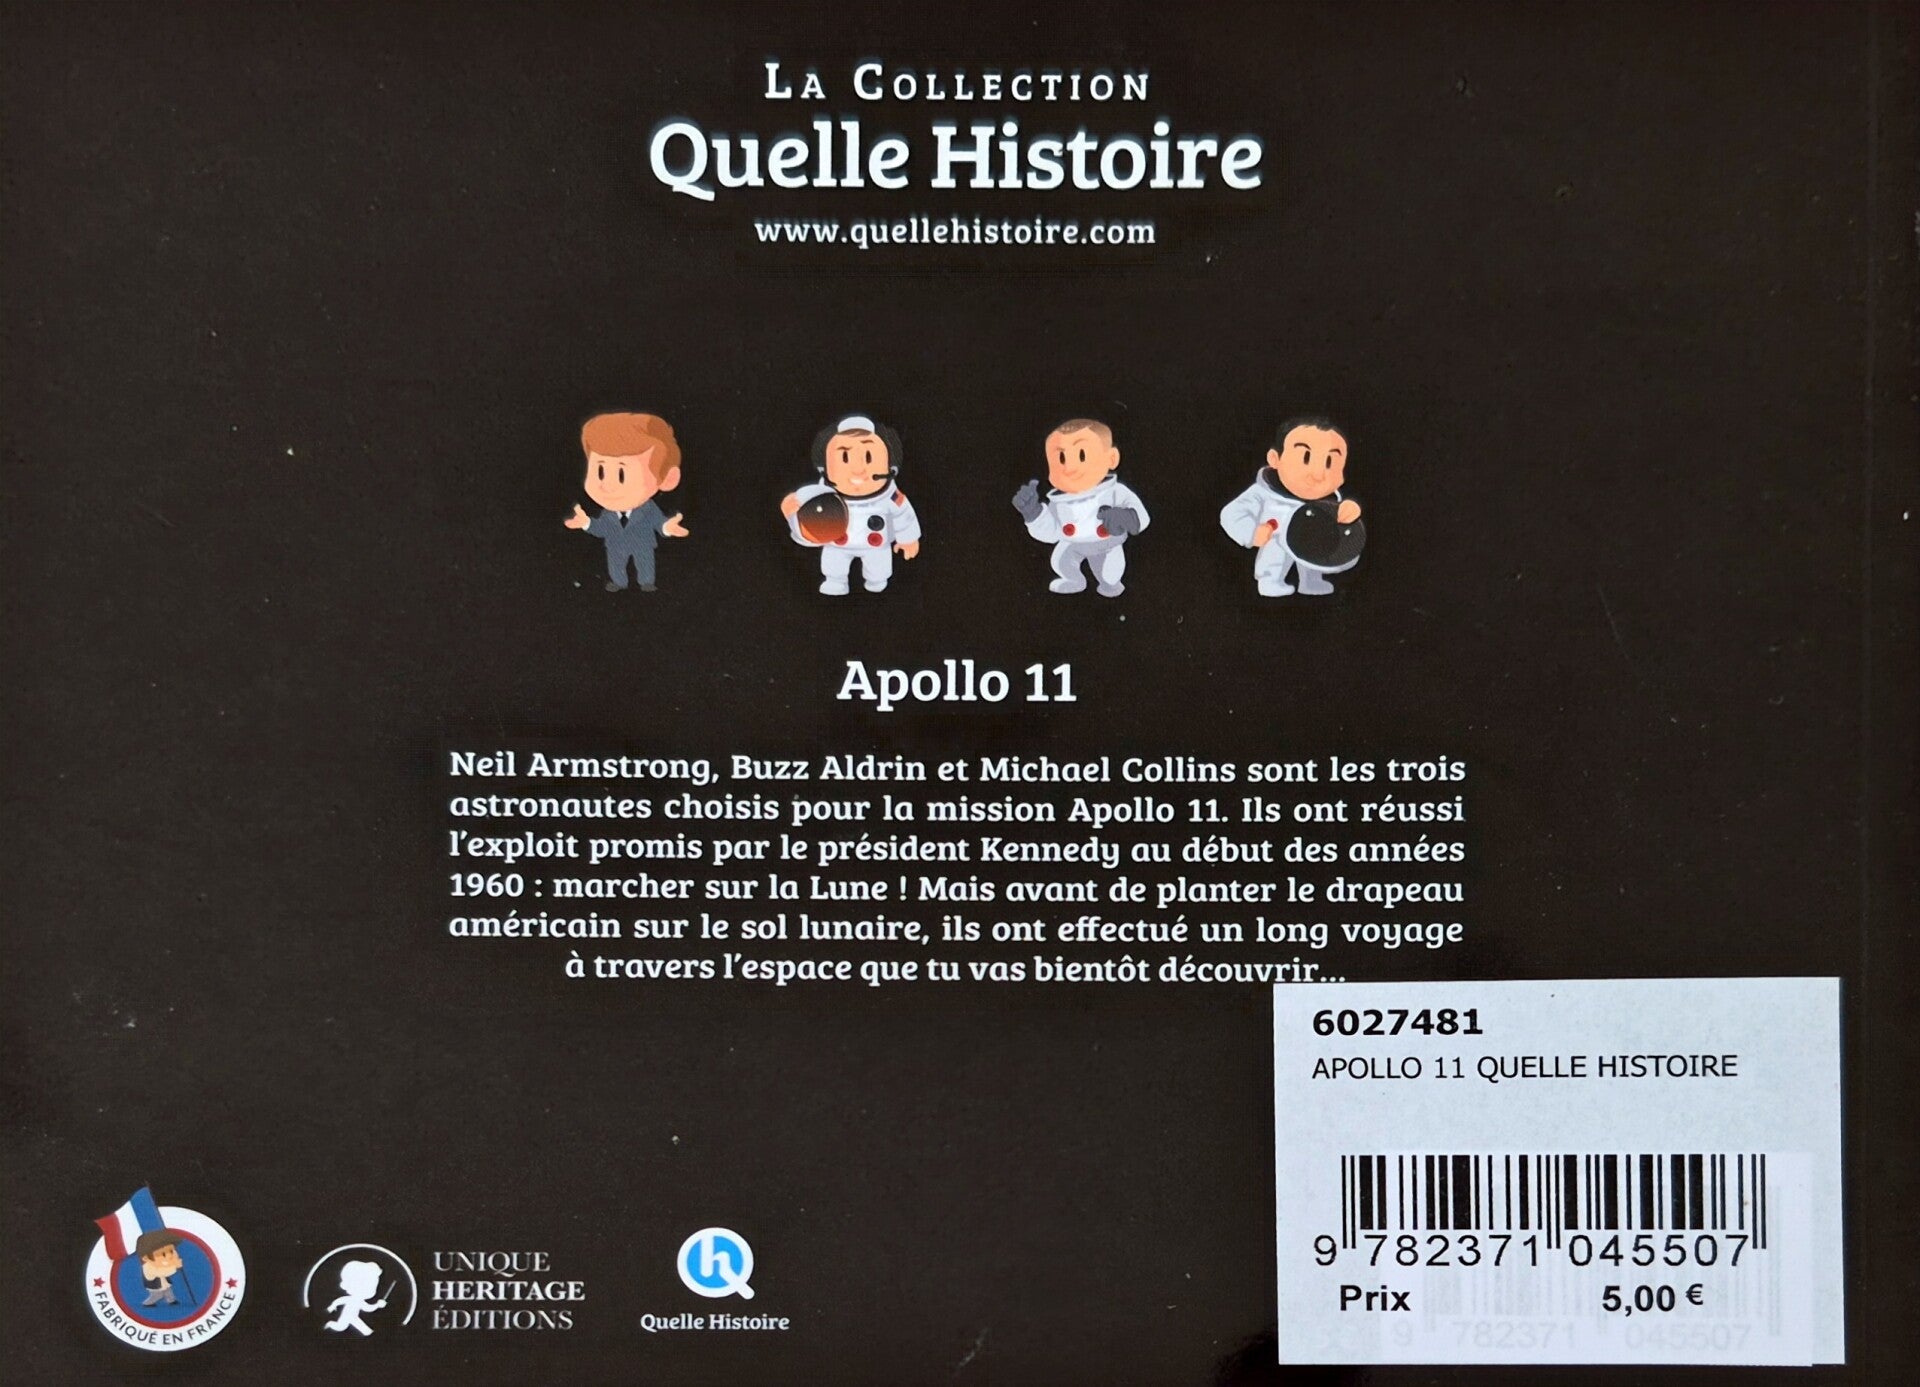 LA COLLECTION
Quelle Histoire
www.quellehistoire.com
Apollo 11
Neil Armstrong, Buzz Aldrin et Michael Collins sont les trois
astronautes choisis pour la mission Apollo 11. Ils ont réussi
l'exploit promis par le président Kennedy au début des années
1960 : marcher sur la Lune ! Mais avant de planter le drapeau
américain sur le sol lunaire, ils ont effectué un long voyage
à travers l'espace que tu vas bientôt découvrir...
6027481
APOLLO 11 QUELLE HISTOIRE
9 782371 045507
Prix 5,00 €
9 782371 045507
FABRIQUÉ EN FRANCE
UNIQUE
HERITAGE
ÉDITIONS
Quelle Histoire